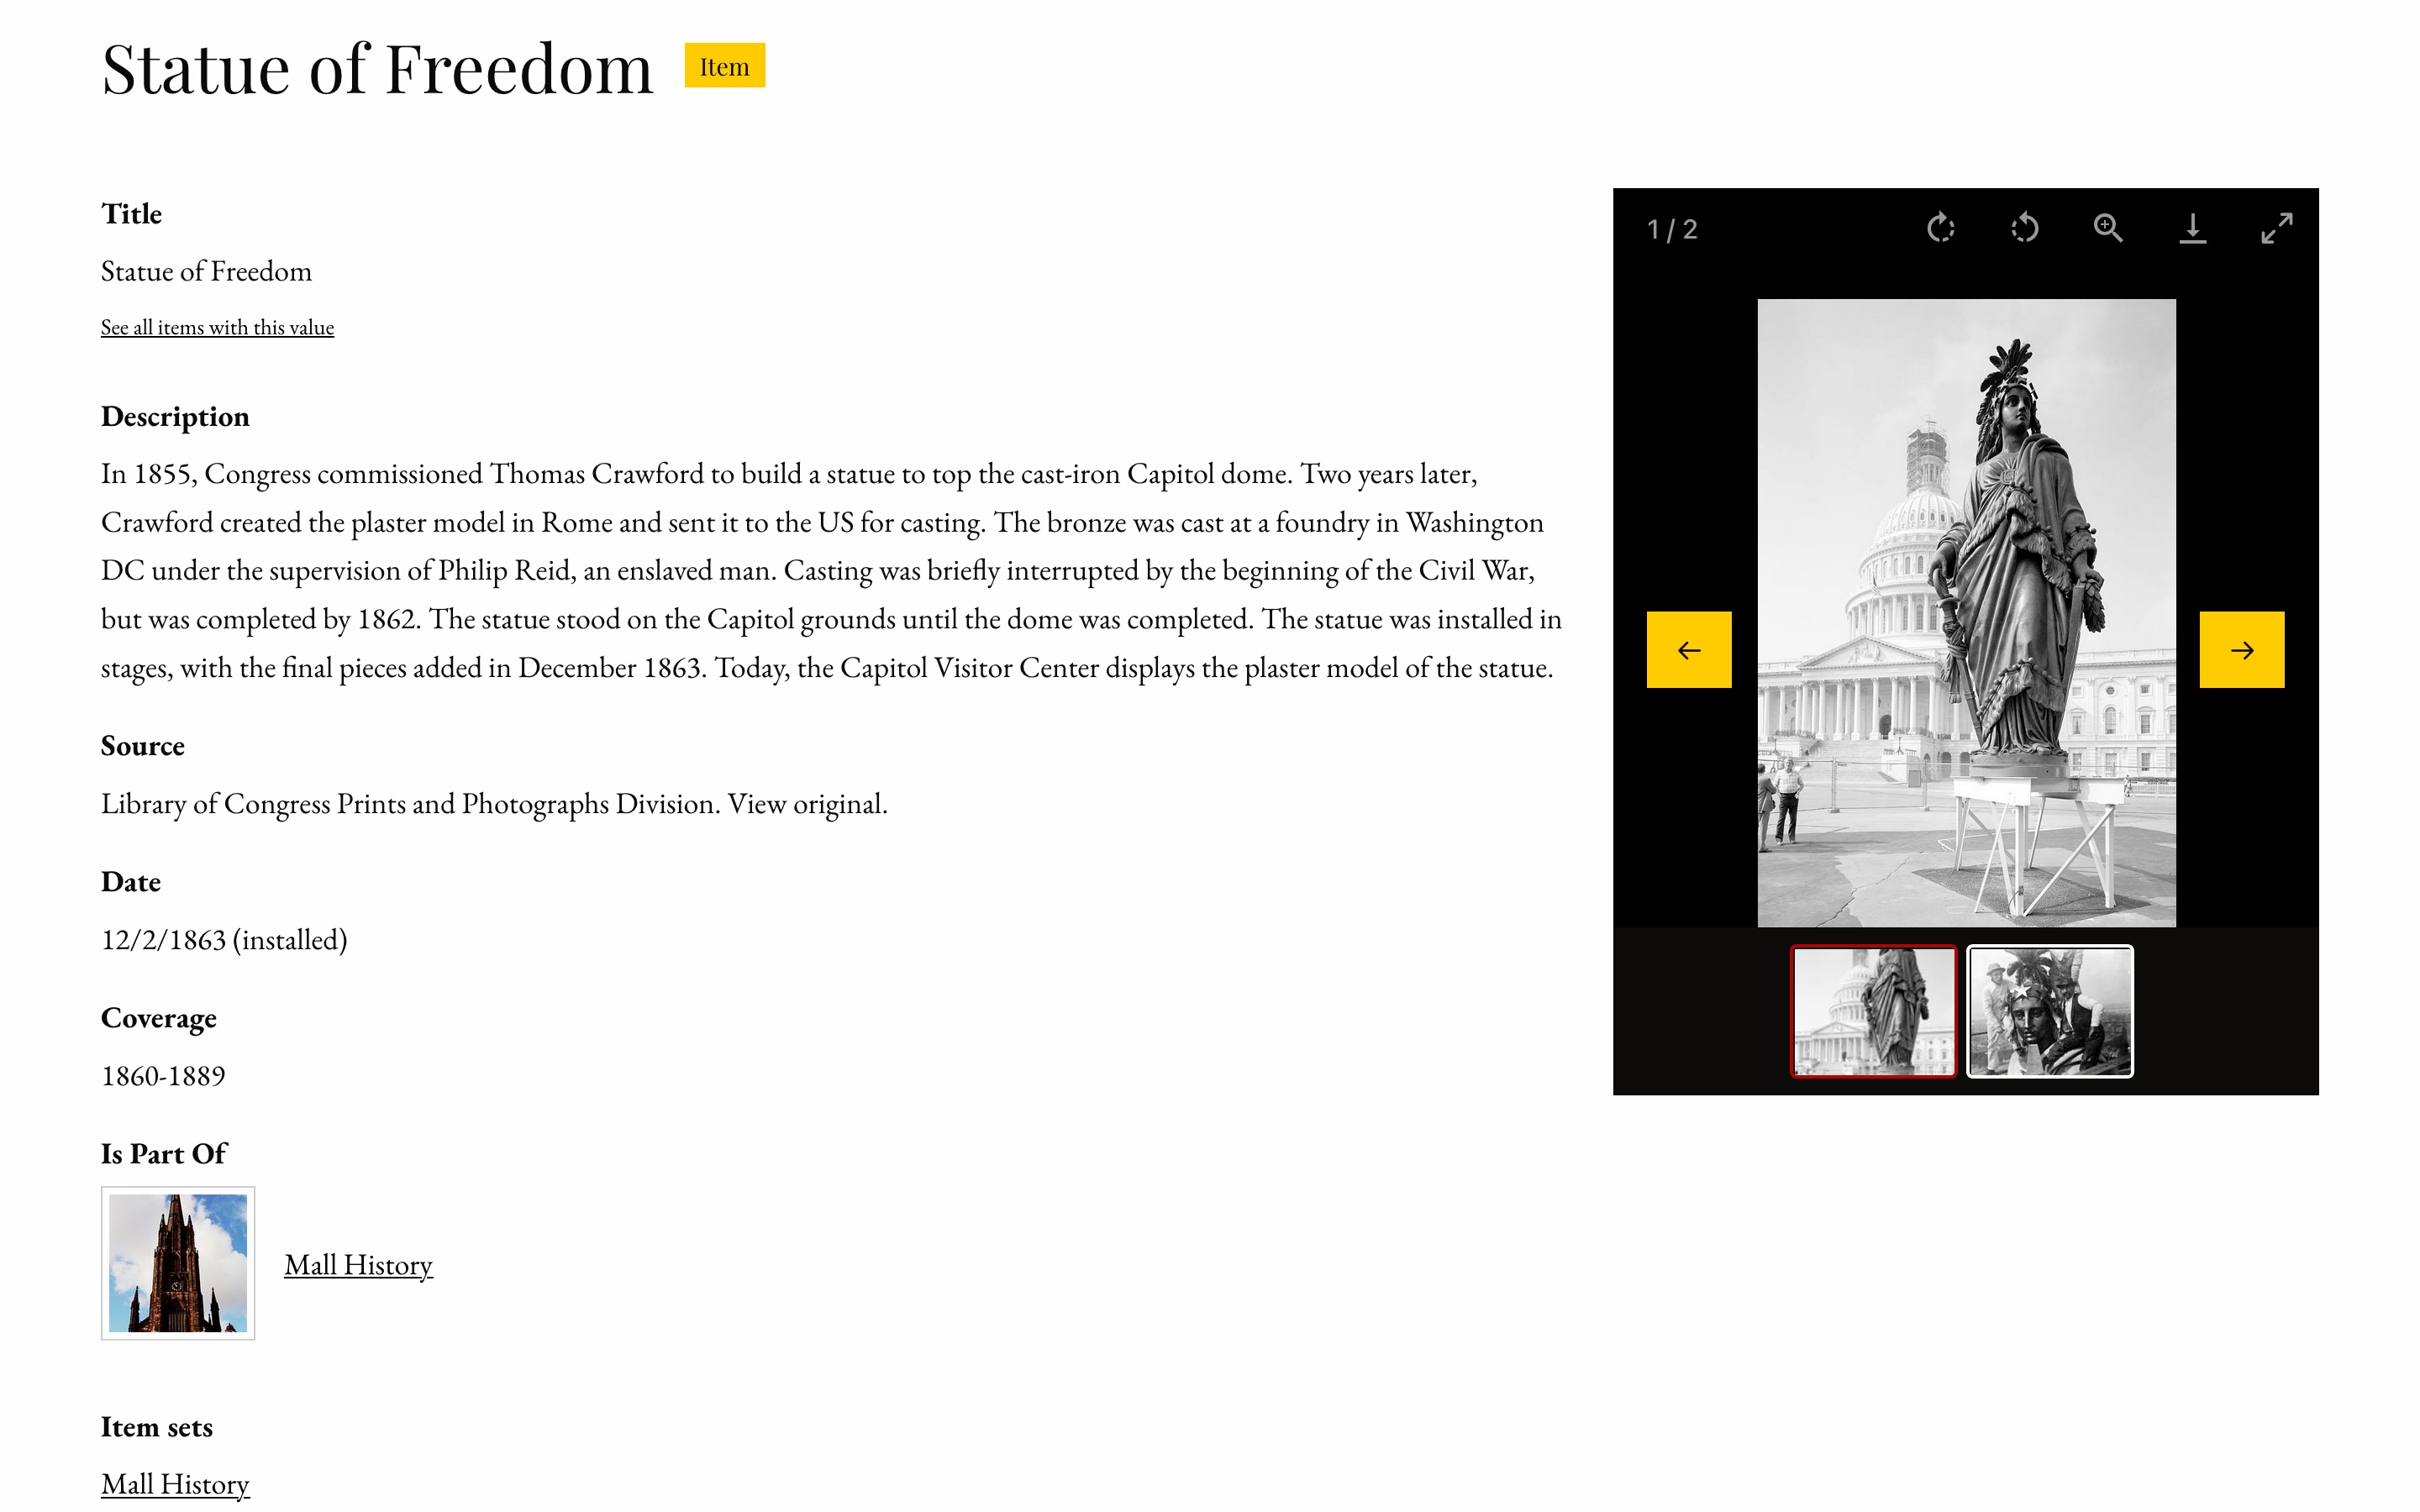 Statue of Freedom
Item
Title
Statue of Freedom
See all items with this value
Description
In 1855, Congress commissioned Thomas Crawford to build a statue to top the cast-iron Capitol dome. Two years later,
Crawford created the plaster model in Rome and sent it to the US for casting. The bronze was cast at a foundry in Washington
DC under the supervision of Philip Reid, an enslaved man. Casting was briefly interrupted by the beginning of the Civil War,
but was completed by 1862. The statue stood on the Capitol grounds until the dome was completed. The statue was installed in
stages, with the final pieces added in December 1863. Today, the Capitol Visitor Center displays the plaster model of the statue.
Source
Library of Congress Prints and Photographs Division. View original.
Date
12/2/1863 (installed)
Coverage
1860-1889
Is Part Of
Mall History
Item sets
Mall History
1 / 2